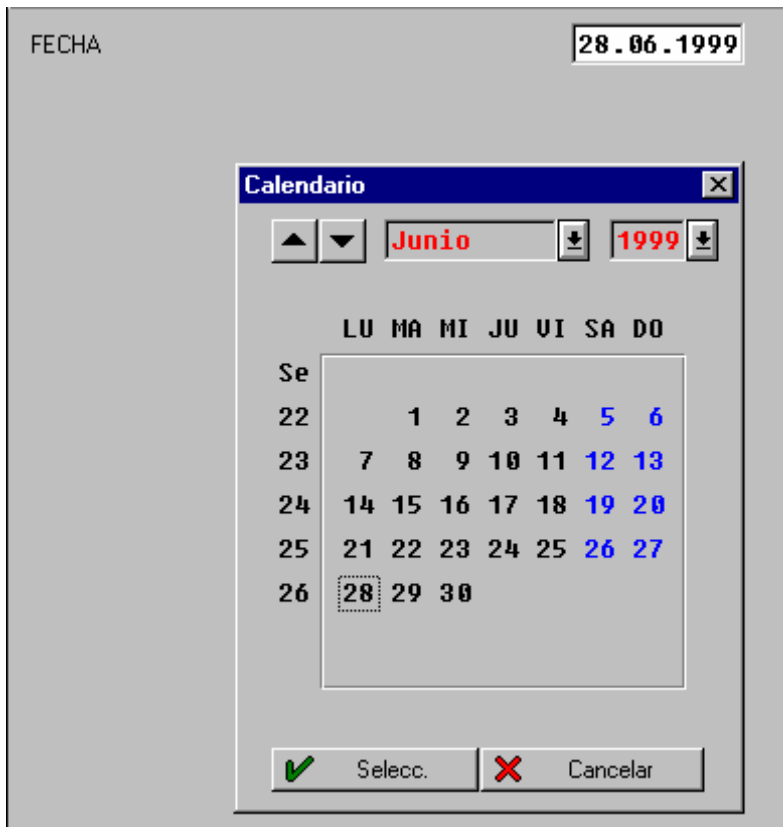 FECHA 28.06.1999
Calendario
Junio 1999
LU MA MI JU VI SA DO
Se
22 1 2 3 4 5 6
23 7 8 9 10 11 12 13
24 14 15 16 17 18 19 20
25 21 22 23 24 25 26 27
26 28 29 30
Selecc. Cancelar